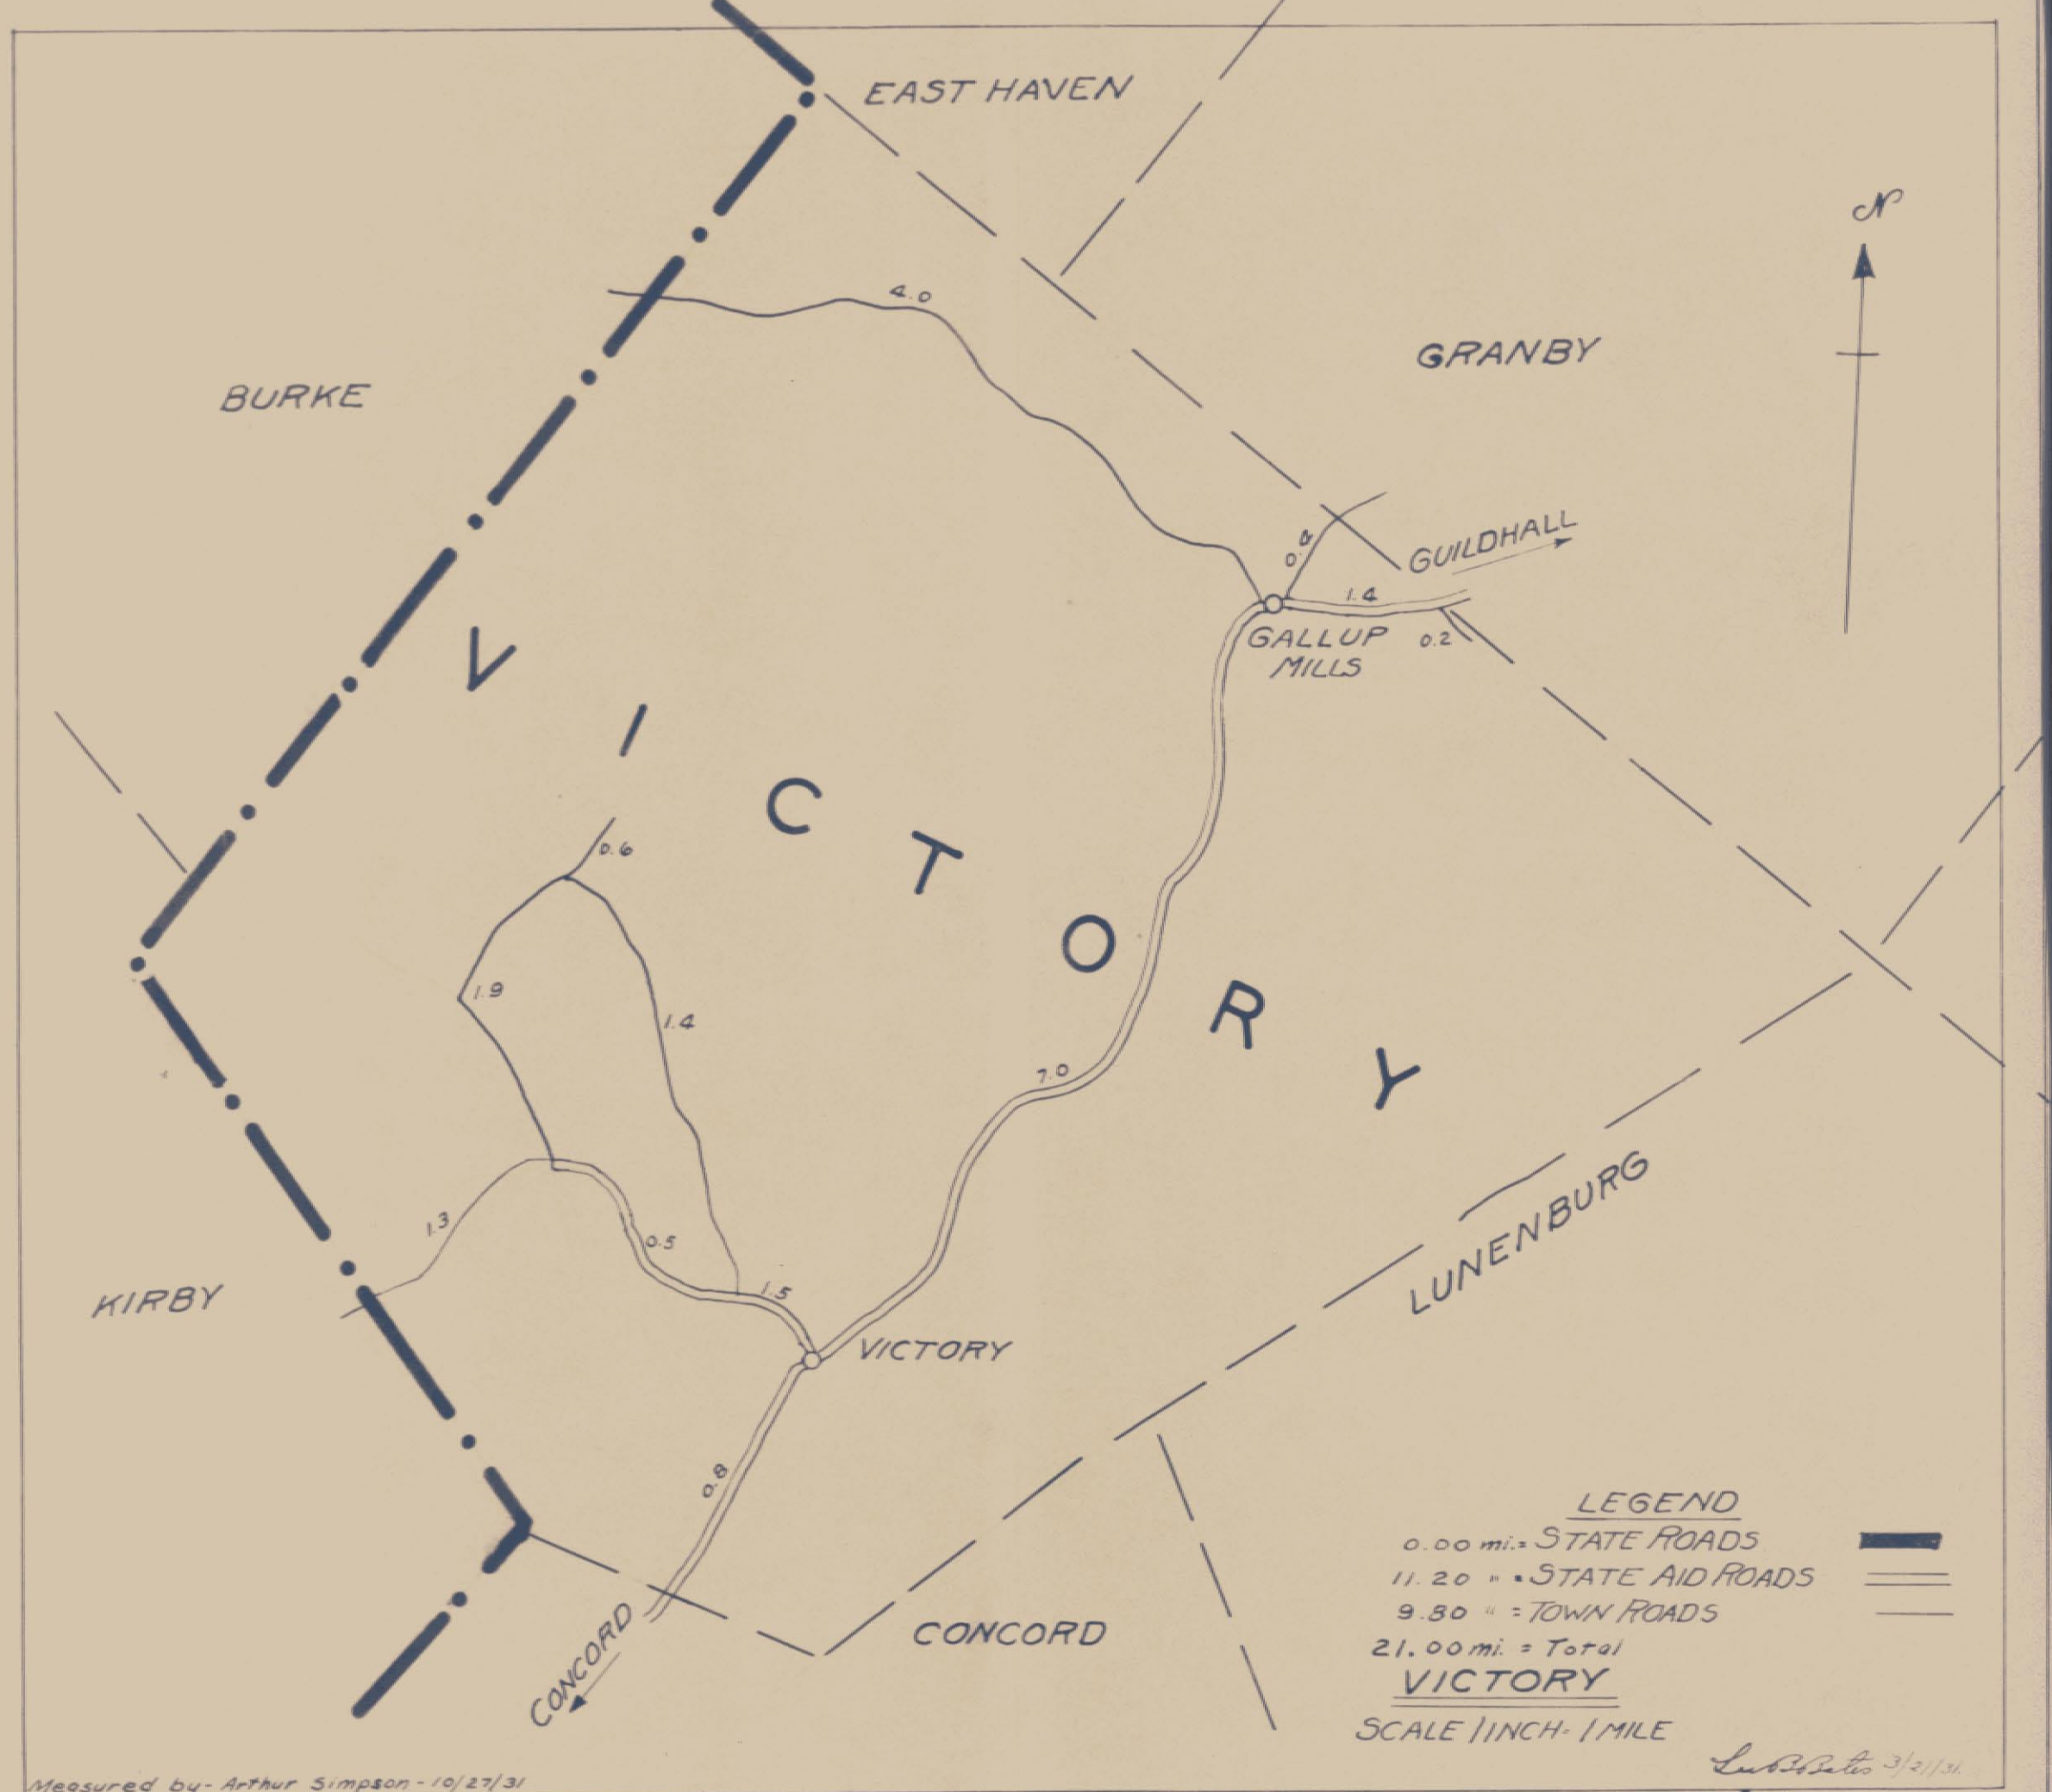 EAST HAVEN
N
4.0
GRANBY
BURKE
GUILDHALL
0.4
1.4
GALLUP
MILLS
0.2
VICTORY
0.6
1.9
1.4
7.0
1.3
0.5
1.5
LUNENBURG
KIRBY
VICTORY
0.8
CONCORD
CONCORD
LEGEND
0.00 mi. = STATE ROADS
11.20 " = STATE AID ROADS
9.80 " = TOWN ROADS
21.00 mi. = Total
VICTORY
SCALE 1 INCH = 1 MILE
3/21/31
Measured by - Arthur Simpson - 10/27/31